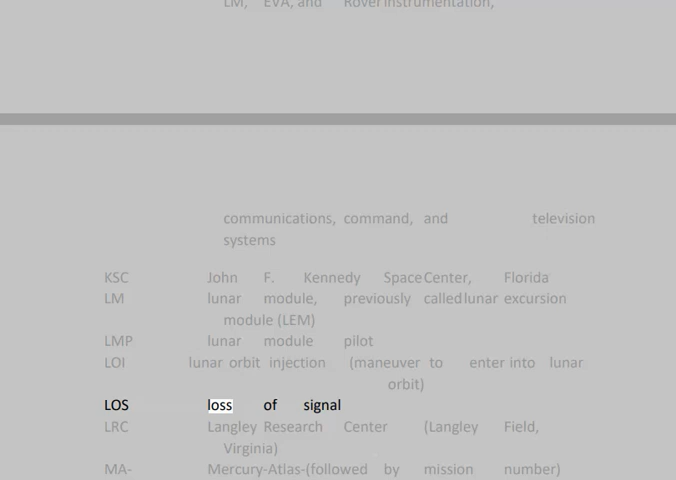 LM, EVA, and Rover instrumentation,
communications, command, and television
systems
KSC John F. Kennedy Space Center, Florida
LM lunar module, previously called lunar excursion
module (LEM)
LMP lunar module pilot
LOI lunar orbit injection (maneuver to enter into lunar
orbit)
LOS loss of signal
LRC Langley Research Center (Langley Field,
Virginia)
MA- Mercury-Atlas-(followed by mission number)